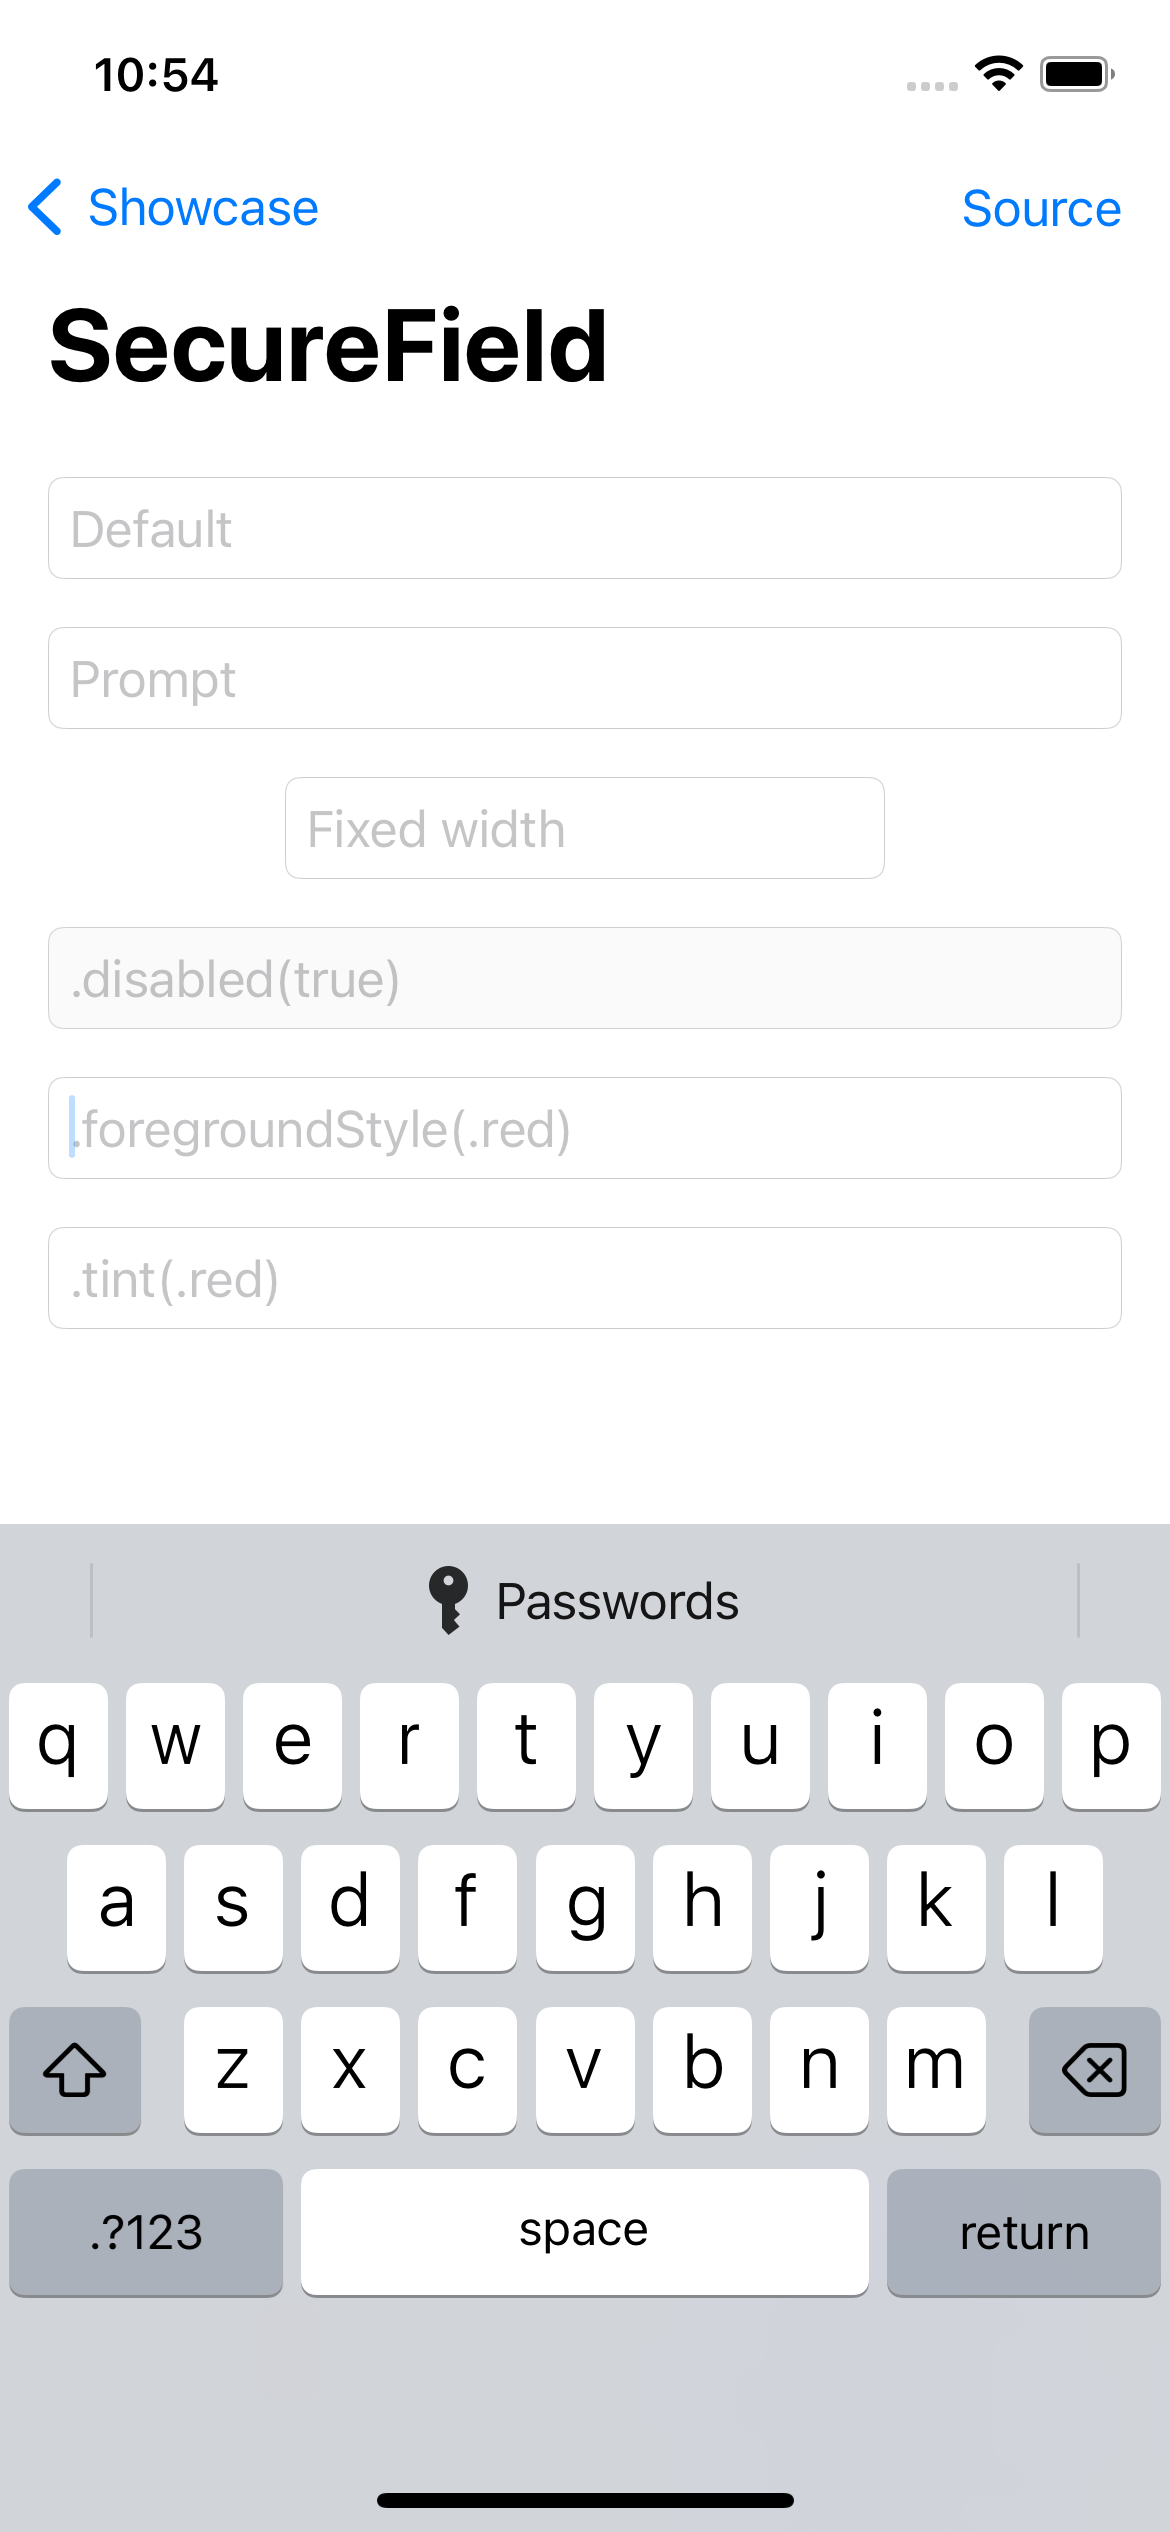 10:54
Showcase
Source
SecureField
Default
Prompt
Fixed width
.disabled(true)
.foregroundStyle(.red)
.tint(.red)
Passwords
q w e r t y u i o p
a s d f g h j k l
z x c v b n m
.?123 space return